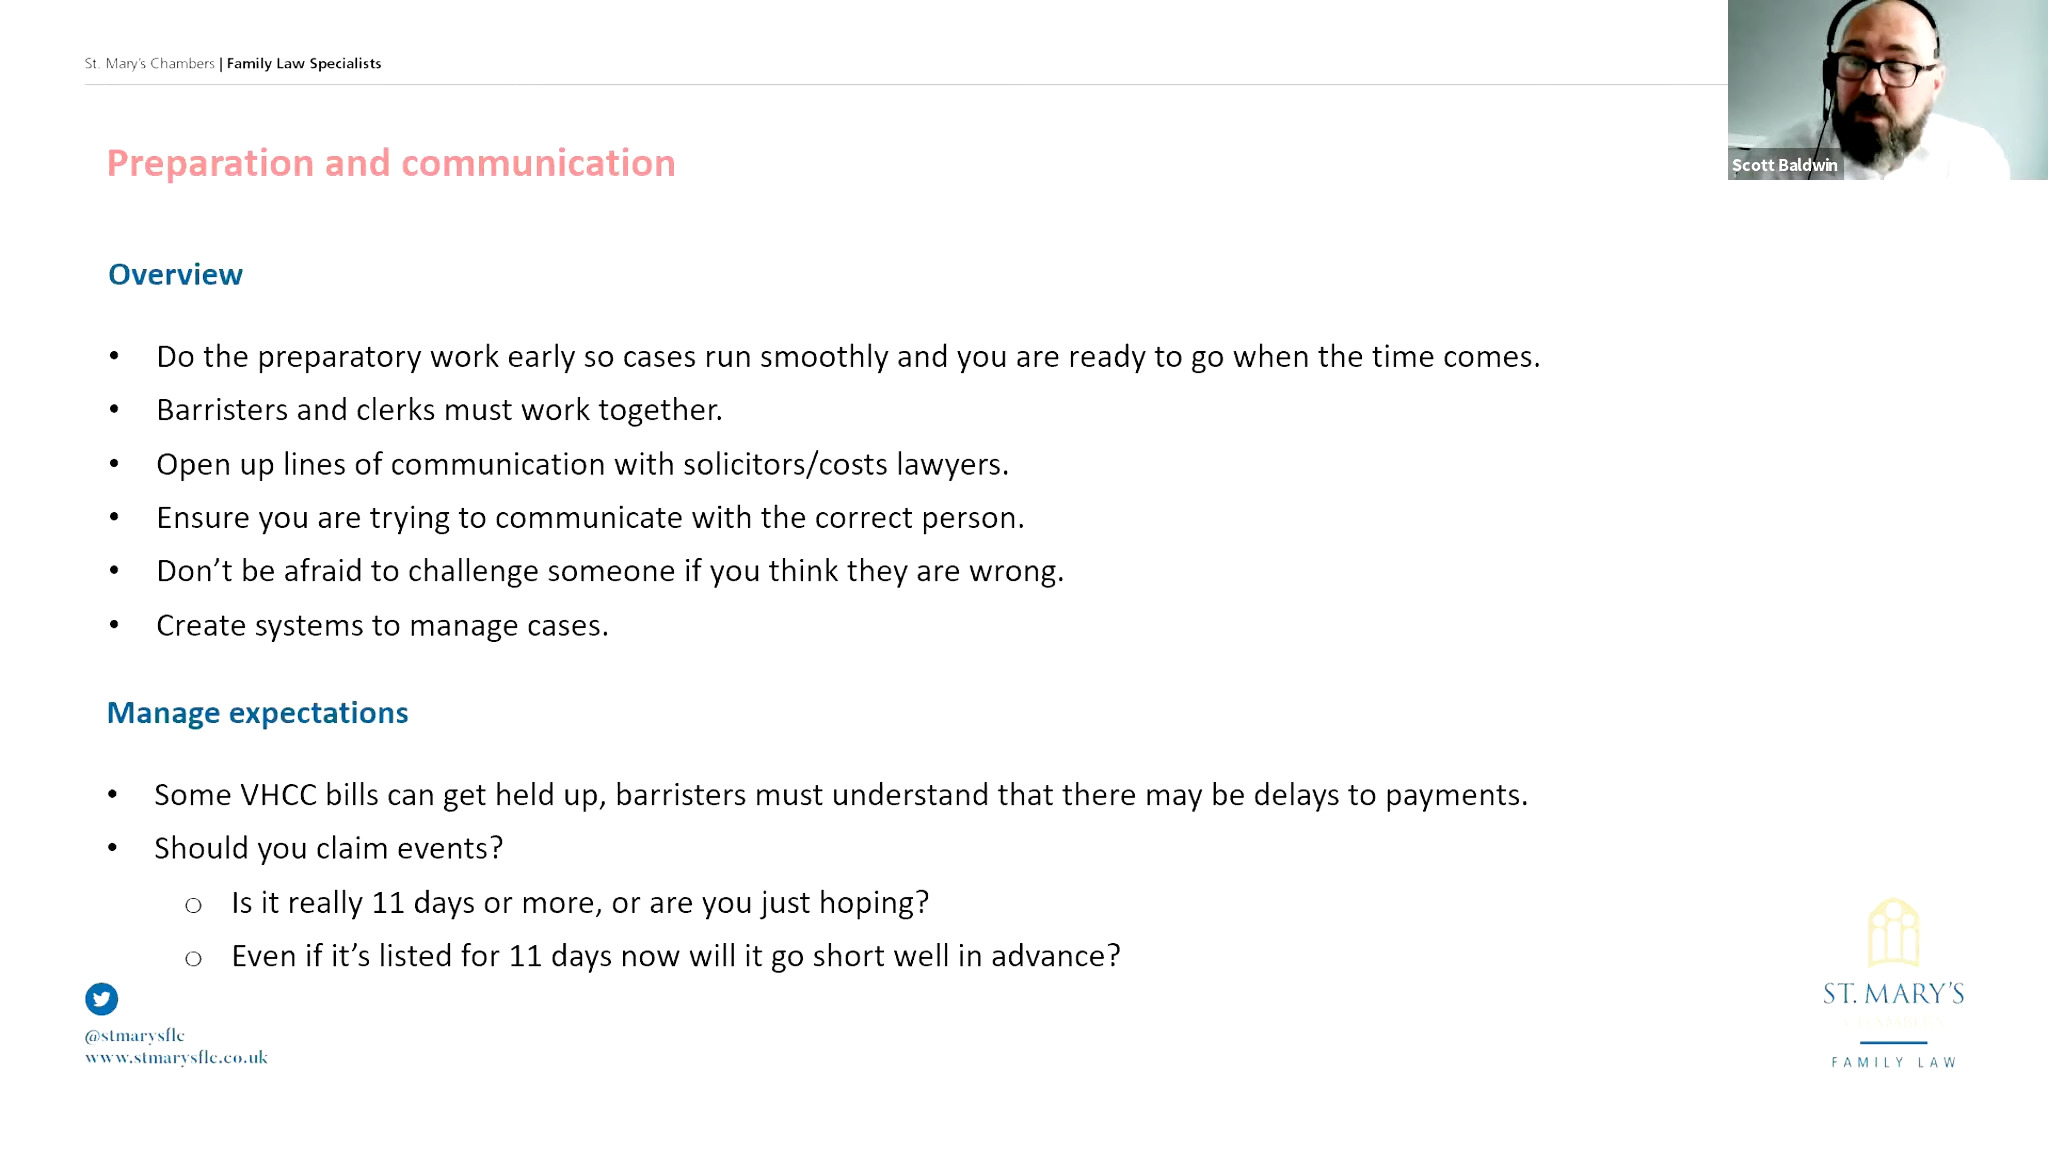 St. Mary's Chambers | Family Law Specialists
Scott Baldwin
Preparation and communication
Overview
• Do the preparatory work early so cases run smoothly and you are ready to go when the time comes.
• Barristers and clerks must work together.
• Open up lines of communication with solicitors/costs lawyers.
• Ensure you are trying to communicate with the correct person.
• Don’t be afraid to challenge someone if you think they are wrong.
• Create systems to manage cases.
Manage expectations
• Some VHCC bills can get held up, barristers must understand that there may be delays to payments.
• Should you claim events?
o Is it really 11 days or more, or are you just hoping?
o Even if it’s listed for 11 days now will it go short well in advance?
@stmarysflc
www.stmarysflc.co.uk
ST. MARY’S
FAMILY LAW